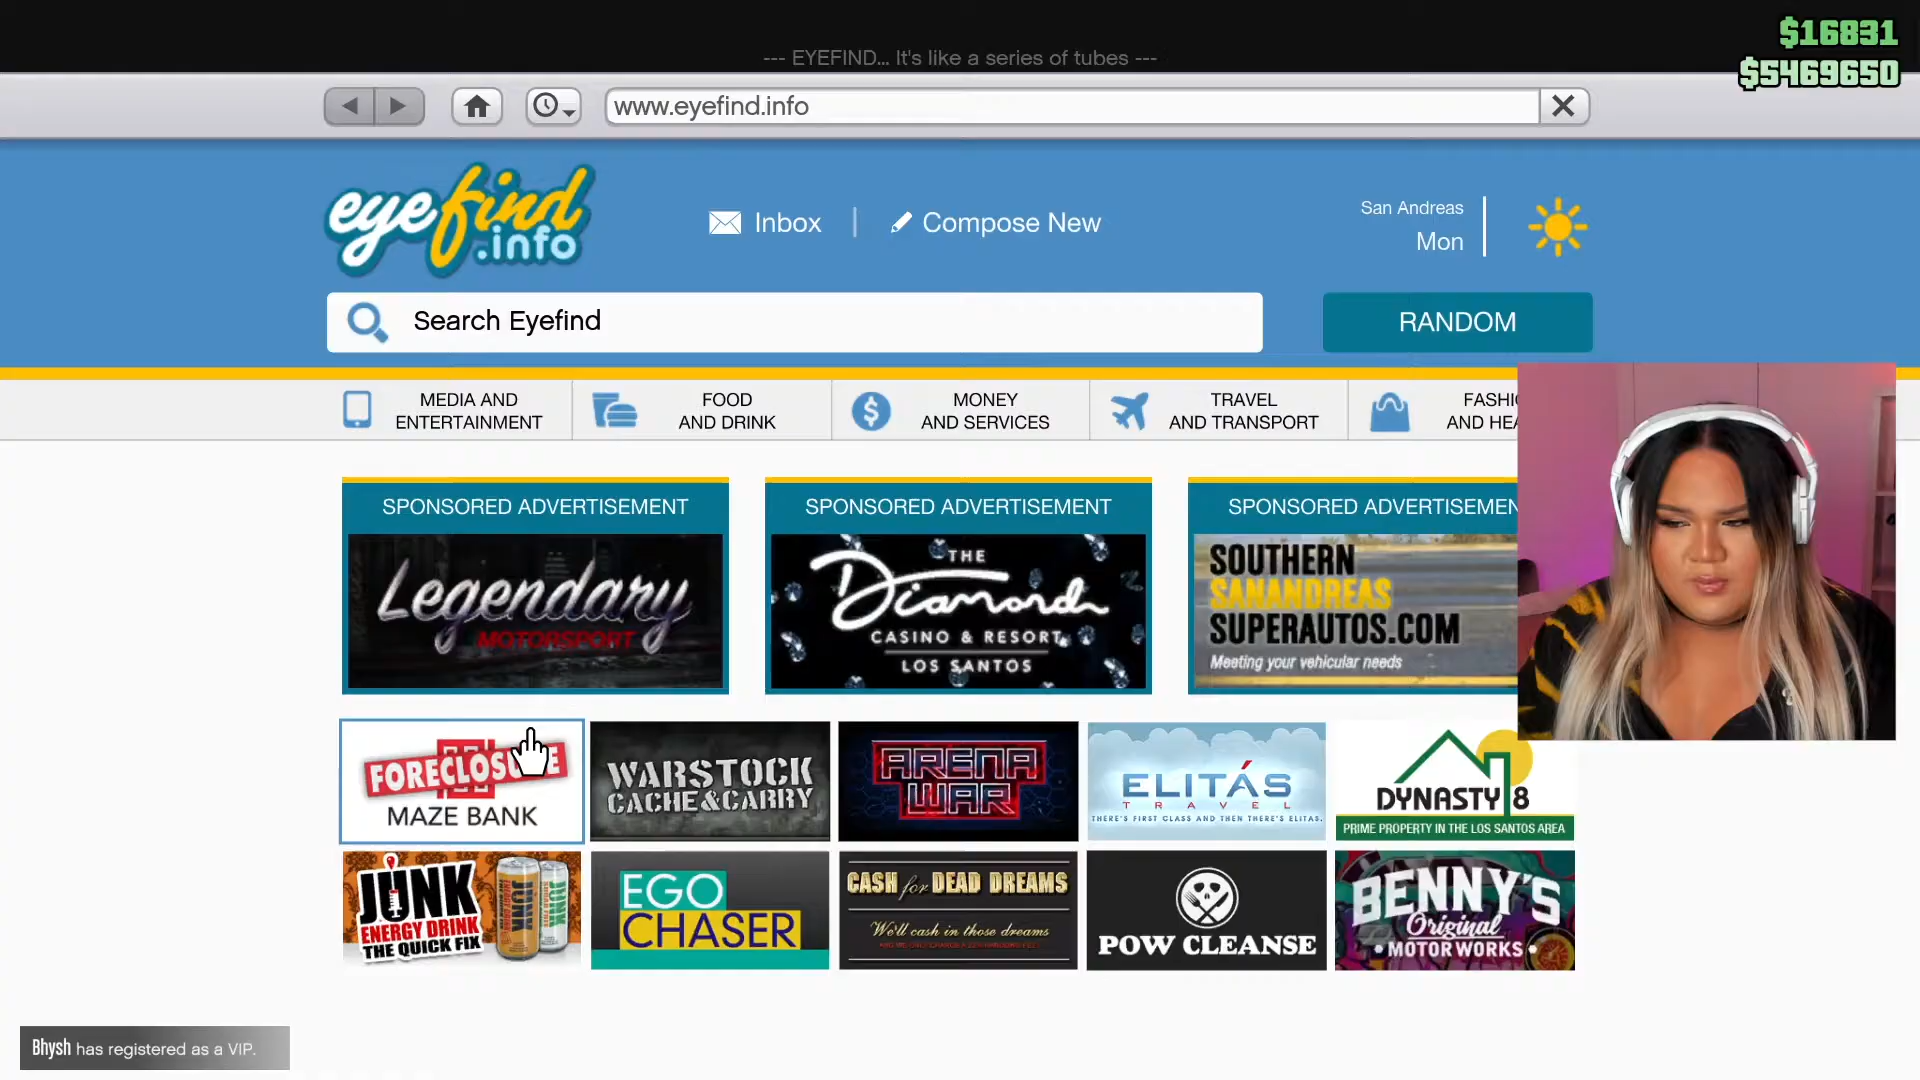 $16831
--- EYEFIND... It's like a series of tubes ---
$5469650
www.eyefind.info
eyefind
.info
Inbox
Compose New
San Andreas
Mon
Search Eyefind
RANDOM
MEDIA AND
ENTERTAINMENT
FOOD
AND DRINK
MONEY
AND SERVICES
TRAVEL
AND TRANSPORT
FASHI
AND HEA
SPONSORED ADVERTISEMENT
Legendary
MOTORSPORT
SPONSORED ADVERTISEMENT
THE
Diamond
CASINO & RESORT
LOS SANTOS
SPONSORED ADVERTISEMEN
SOUTHERN
SANANDREAS
SUPERAUTOS.COM
Meeting your vehicular needs
FORECLOSURE
MAZE BANK
WARSTOCK
CACHE&CARRY
ARENA
WAR
ELITÁS
TRAVEL
THERE'S FIRST CLASS AND THEN THERE'S ELITAS.
DYNASTY 8
PRIME PROPERTY IN THE LOS SANTOS AREA
JUNK
ENERGY DRINK
THE QUICK FIX
EGO
CHASER
CASH for DEAD DREAMS
We'll cash in those dreams
POW CLEANSE
BENNY'S
Original
MOTOR WORKS
Bhysh has registered as a VIP.